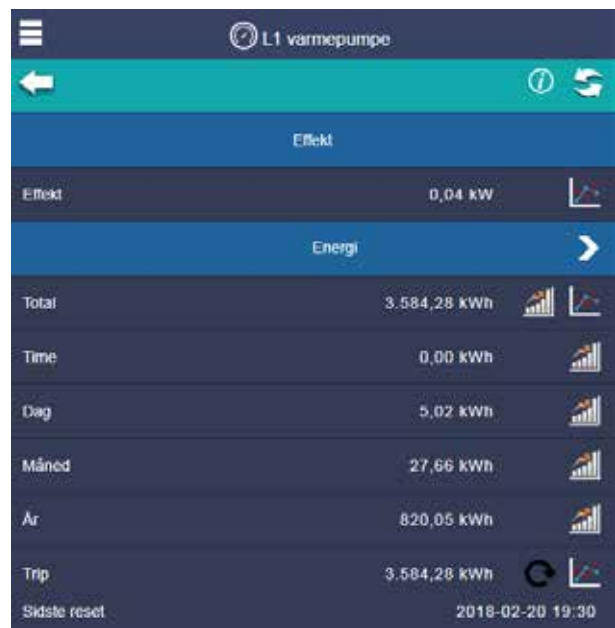 L1 varmepumpe
Effekt
Effekt 0,04 kW
Energi
Total 3.584,28 kWh
Time 0,00 kWh
Dag 5,02 kWh
Måned 27,66 kWh
År 820,05 kWh
Trip 3.584,28 kWh
Sidste reset 2018-02-20 19:30